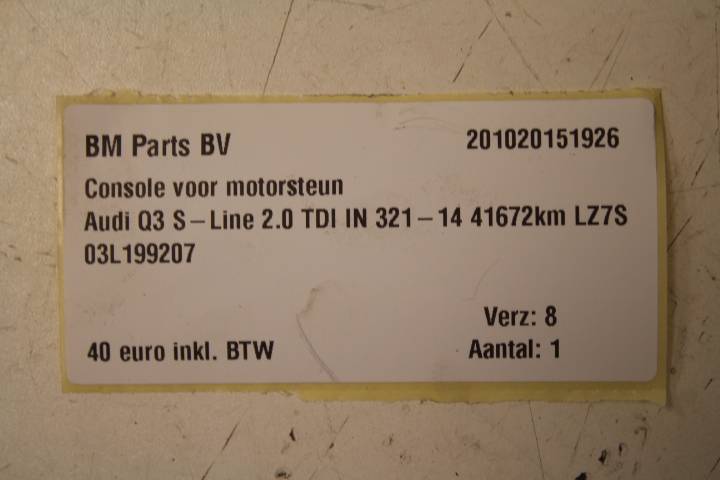 BM Parts BV 201020151926
Console voor motorsteun
Audi Q3 S-Line 2.0 TDI IN 321-14 41672km LZ7S
03L199207
Verz: 8
40 euro inkl. BTW Aantal: 1